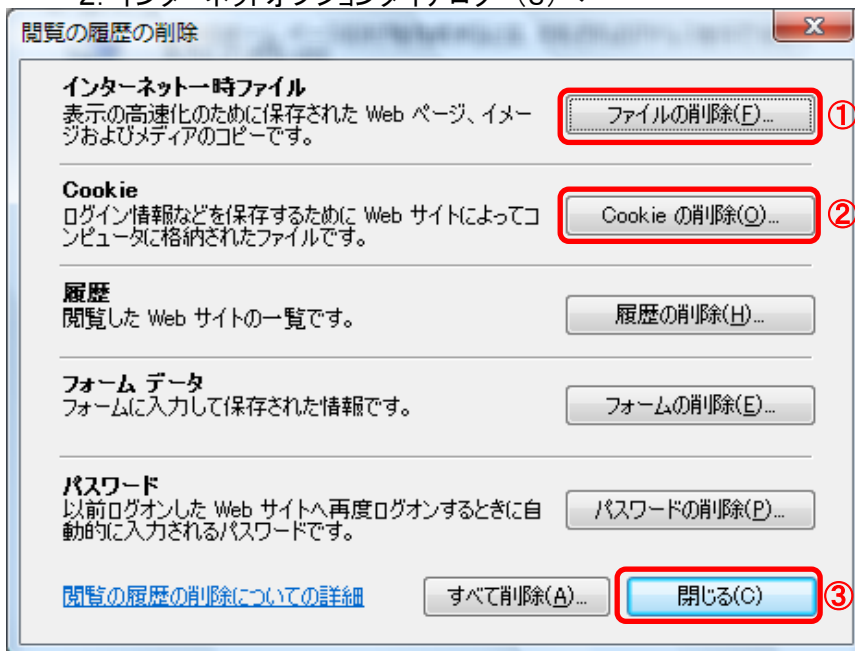 閲覧の履歴の削除
インターネット一時ファイル
表示の高速化のために保存された Web ページ、イメー
ジおよびメディアのコピーです。
ファイルの削除(F)...
①
Cookie
ログイン情報などを保存するために Web サイトによってコ
ンピュータに格納されたファイルです。
Cookie の削除(O)...
②
履歴
閲覧した Web サイトの一覧です。
履歴の削除(H)...
フォーム データ
フォームに入力して保存された情報です。
フォームの削除(E)...
パスワード
以前ログオンした Web サイトへ再度ログオンするときに自
動的に入力されるパスワードです。
パスワードの削除(P)...
閲覧の履歴の削除についての詳細
すべて削除(A)...
閉じる(C)
③